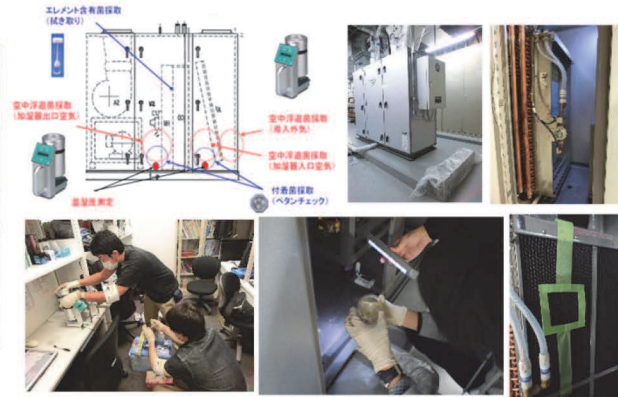 エレメント含有菌採取
(拭き取り)
空中浮遊菌採取
(加湿器出口空気)
空中浮遊菌採取
(導入外気)
空中浮遊菌採取
(加湿器入口空気)
温湿度測定
付着菌採取
(ペタンチェック)